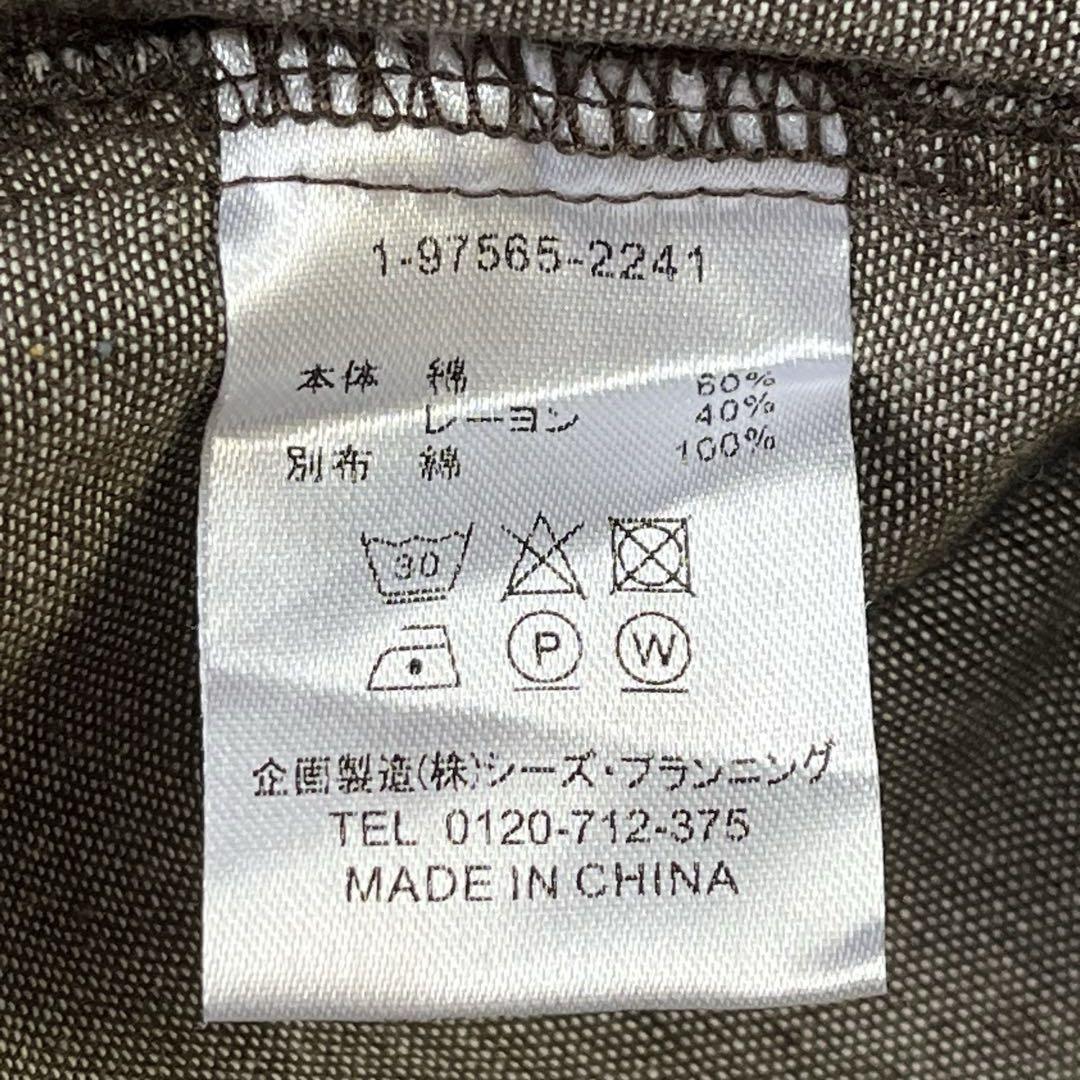 1-97565-2241
本体 綿 60%
レーヨン 40%
別布 綿 100%
30
P W
企画製造(株)シーズ・プランニング
TEL 0120-712-375
MADE IN CHINA